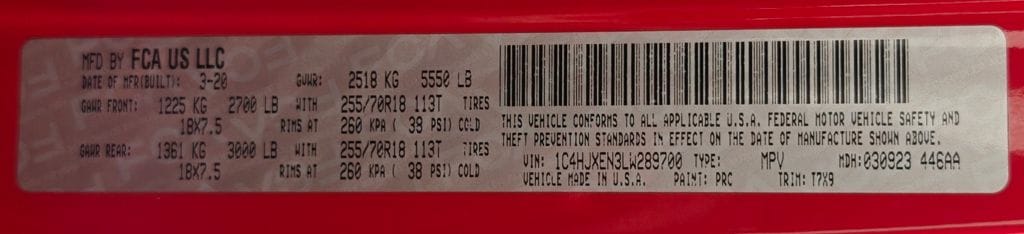 MFD BY FCA US LLC
DATE OF MFR(BUILT): 3-20 GVWR: 2518 KG 5550 LB
GAWR FRONT: 1225 KG 2700 LB WITH 255/70R18 113T TIRES
18X7.5 RIMS AT 260 KPA ( 38 PSI) COLD
GAWR REAR: 1361 KG 3000 LB WITH 255/70R18 113T TIRES
18X7.5 RIMS AT 260 KPA ( 38 PSI) COLD
THIS VEHICLE CONFORMS TO ALL APPLICABLE U.S.A. FEDERAL MOTOR VEHICLE SAFETY AND
THEFT PREVENTION STANDARDS IN EFFECT ON THE DATE OF MANUFACTURE SHOWN ABOVE.
VIN: 1C4HJXEN3LW289700 TYPE: MPV MDH:030923 446AA
VEHICLE MADE IN U.S.A. PAINT: PRC TRIM: T7X9